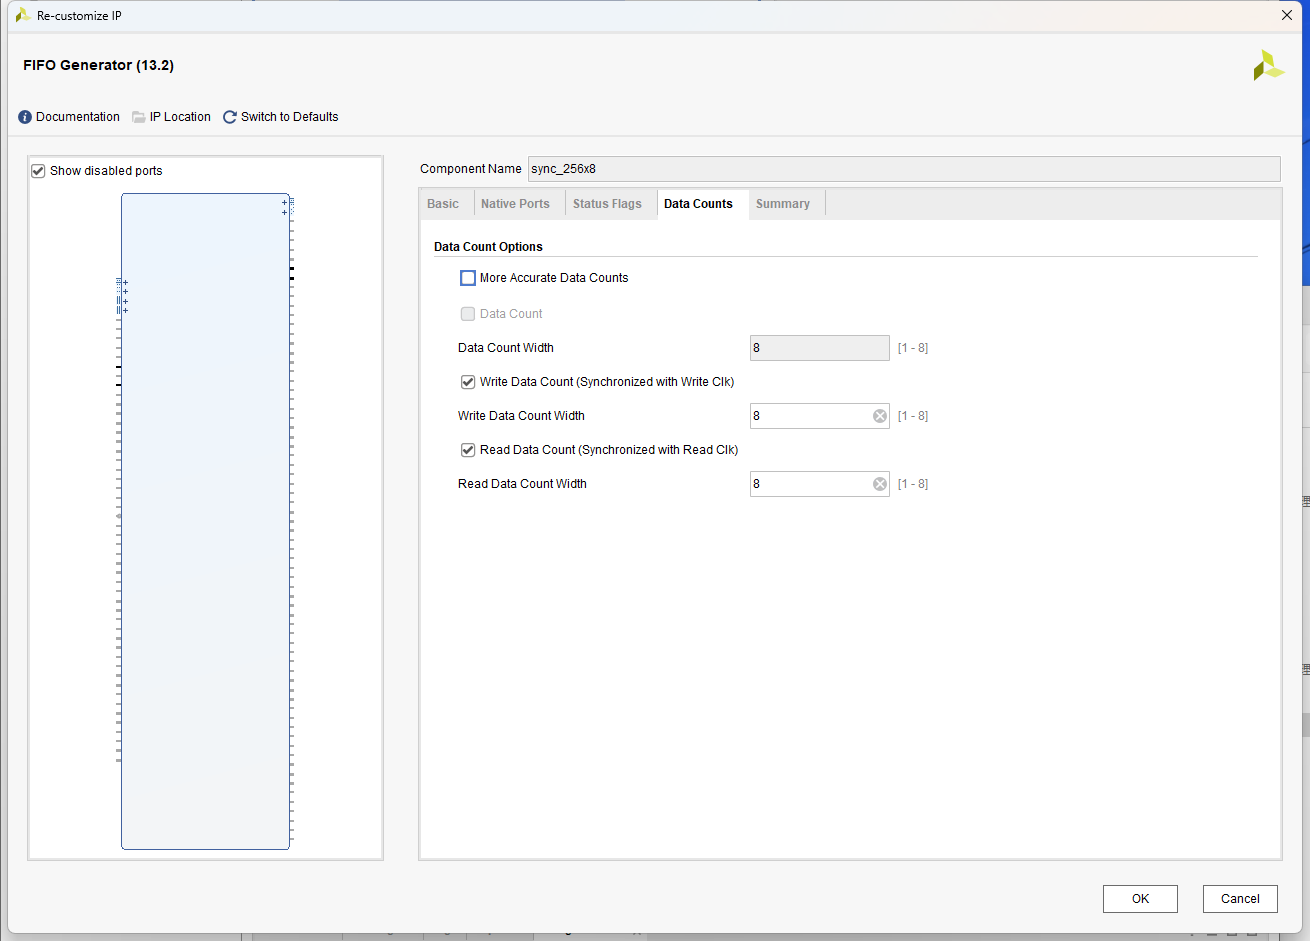 Re-customize IP
FIFO Generator (13.2)
Documentation IP Location Switch to Defaults
Show disabled ports
Component Name sync_256x8
Basic Native Ports Status Flags Data Counts Summary
Data Count Options
More Accurate Data Counts
Data Count
Data Count Width 8 [1 - 8]
Write Data Count (Synchronized with Write Clk)
Write Data Count Width 8 [1 - 8]
Read Data Count (Synchronized with Read Clk)
Read Data Count Width 8 [1 - 8]
OK Cancel